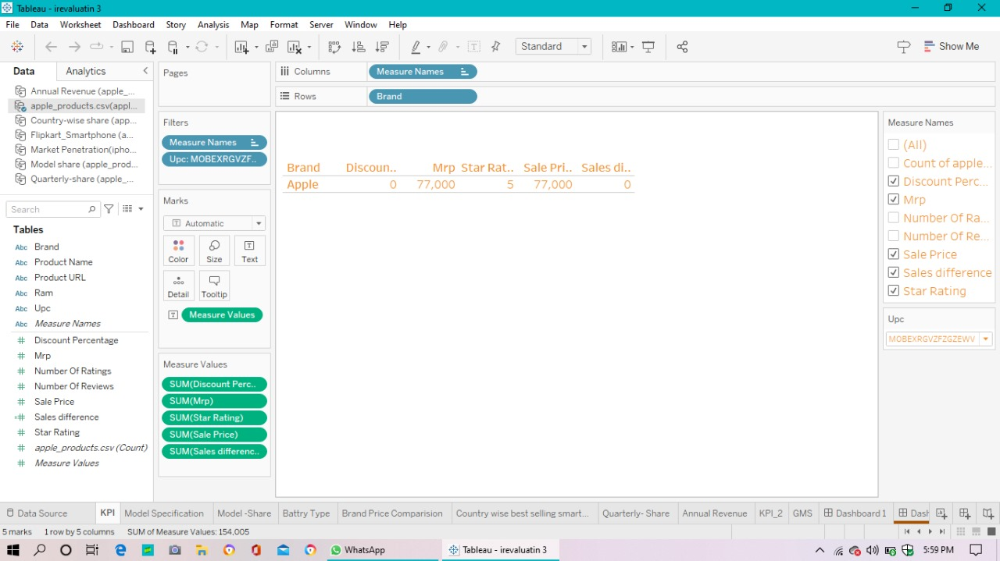 Tableau - irevaluatin 3
File Data Worksheet Dashboard Story Analysis Map Format Server Window Help
Standard Show Me
Data Analytics
Annual Revenue (apple_...
apple_products.csv(appl...
Country-wise share (app...
Flipkart_Smartphone (a...
Market Penetration(ipho...
Model share (apple_prod...
Quarterly-share (apple_...
Search
Tables
Abc Brand
Abc Product Name
Abc Product URL
Abc Ram
Abc Upc
Abc Measure Names
# Discount Percentage
# Mrp
# Number Of Ratings
# Number Of Reviews
# Sale Price
=# Sales difference
# Star Rating
# apple_products.csv (Count)
# Measure Values
Pages
Filters
Measure Names
Upc: MOBEXRGVZF..
Marks
T Automatic
Color Size Text
Detail Tooltip
T Measure Values
Measure Values
SUM(Discount Perc..
SUM(Mrp)
SUM(Star Rating)
SUM(Sale Price)
SUM(Sales differenc..
Columns Measure Names
Rows Brand
Brand Discoun.. Mrp Star Rat.. Sale Pri.. Sales di..
Apple 0 77,000 5 77,000 0
Measure Names
(All)
Count of apple...
Discount Perc...
Mrp
Number Of Ra...
Number Of Re...
Sale Price
Sales difference
Star Rating
Upc
MOBEXRGVZFZGZEWV
Data Source KPI Model Specification Model -Share Battry Type Brand Price Comparision Country wise best selling smart... Quarterly- Share Annual Revenue KPI_2 GMS Dashboard 1 Dash
5 marks 1 row by 5 columns SUM of Measure Values: 154,005
WhatsApp Tableau - irevaluatin 3 5:59 PM